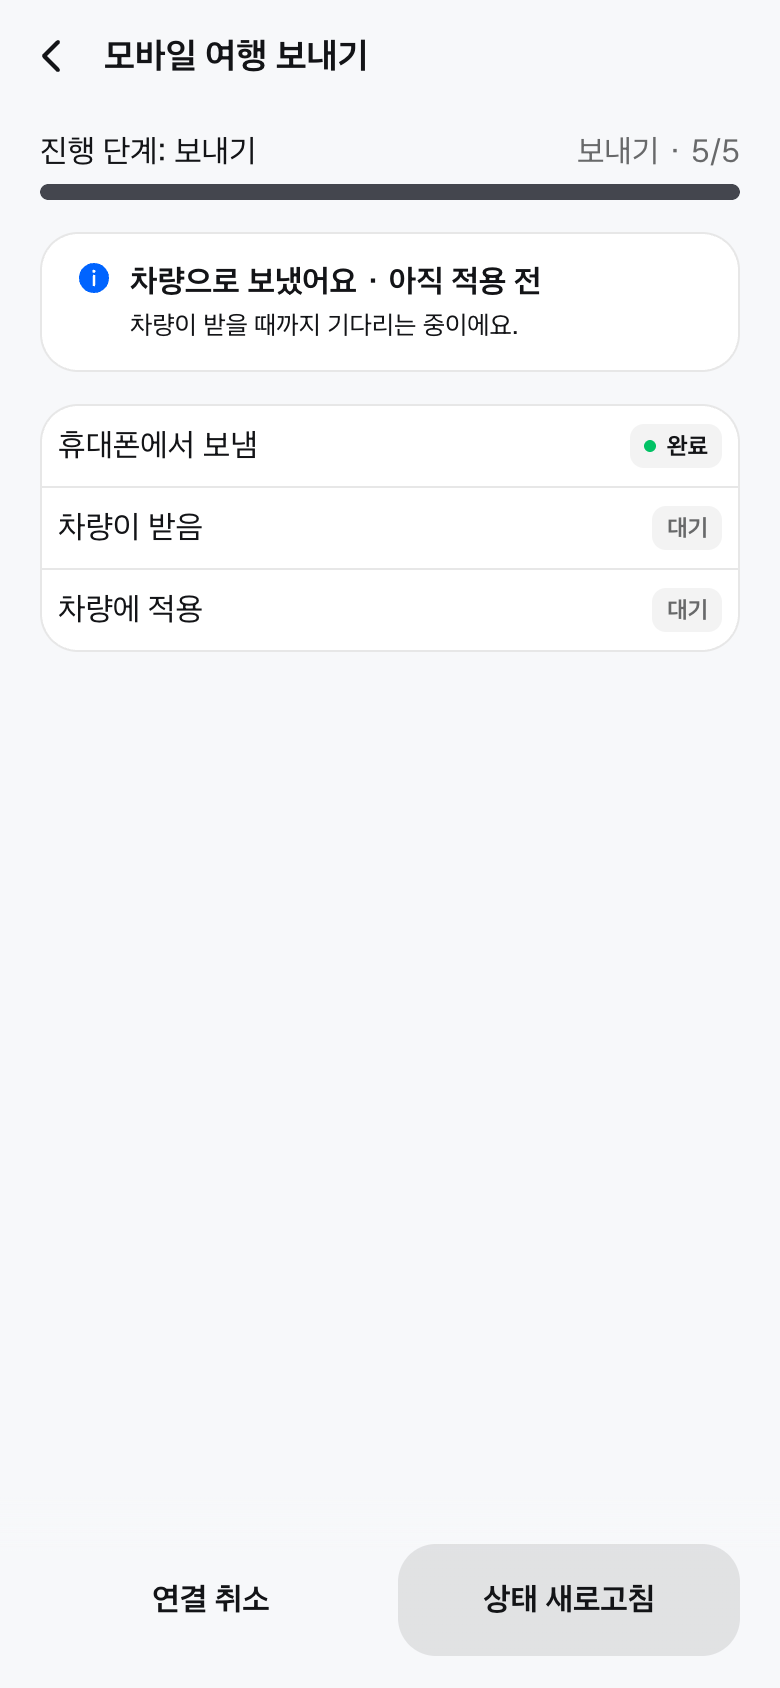 모바일 여행 보내기
진행 단계: 보내기
보내기 · 5/5
차량으로 보냈어요 · 아직 적용 전
차량이 받을 때까지 기다리는 중이에요.
휴대폰에서 보냄
완료
차량이 받음
대기
차량에 적용
대기
연결 취소
상태 새로고침